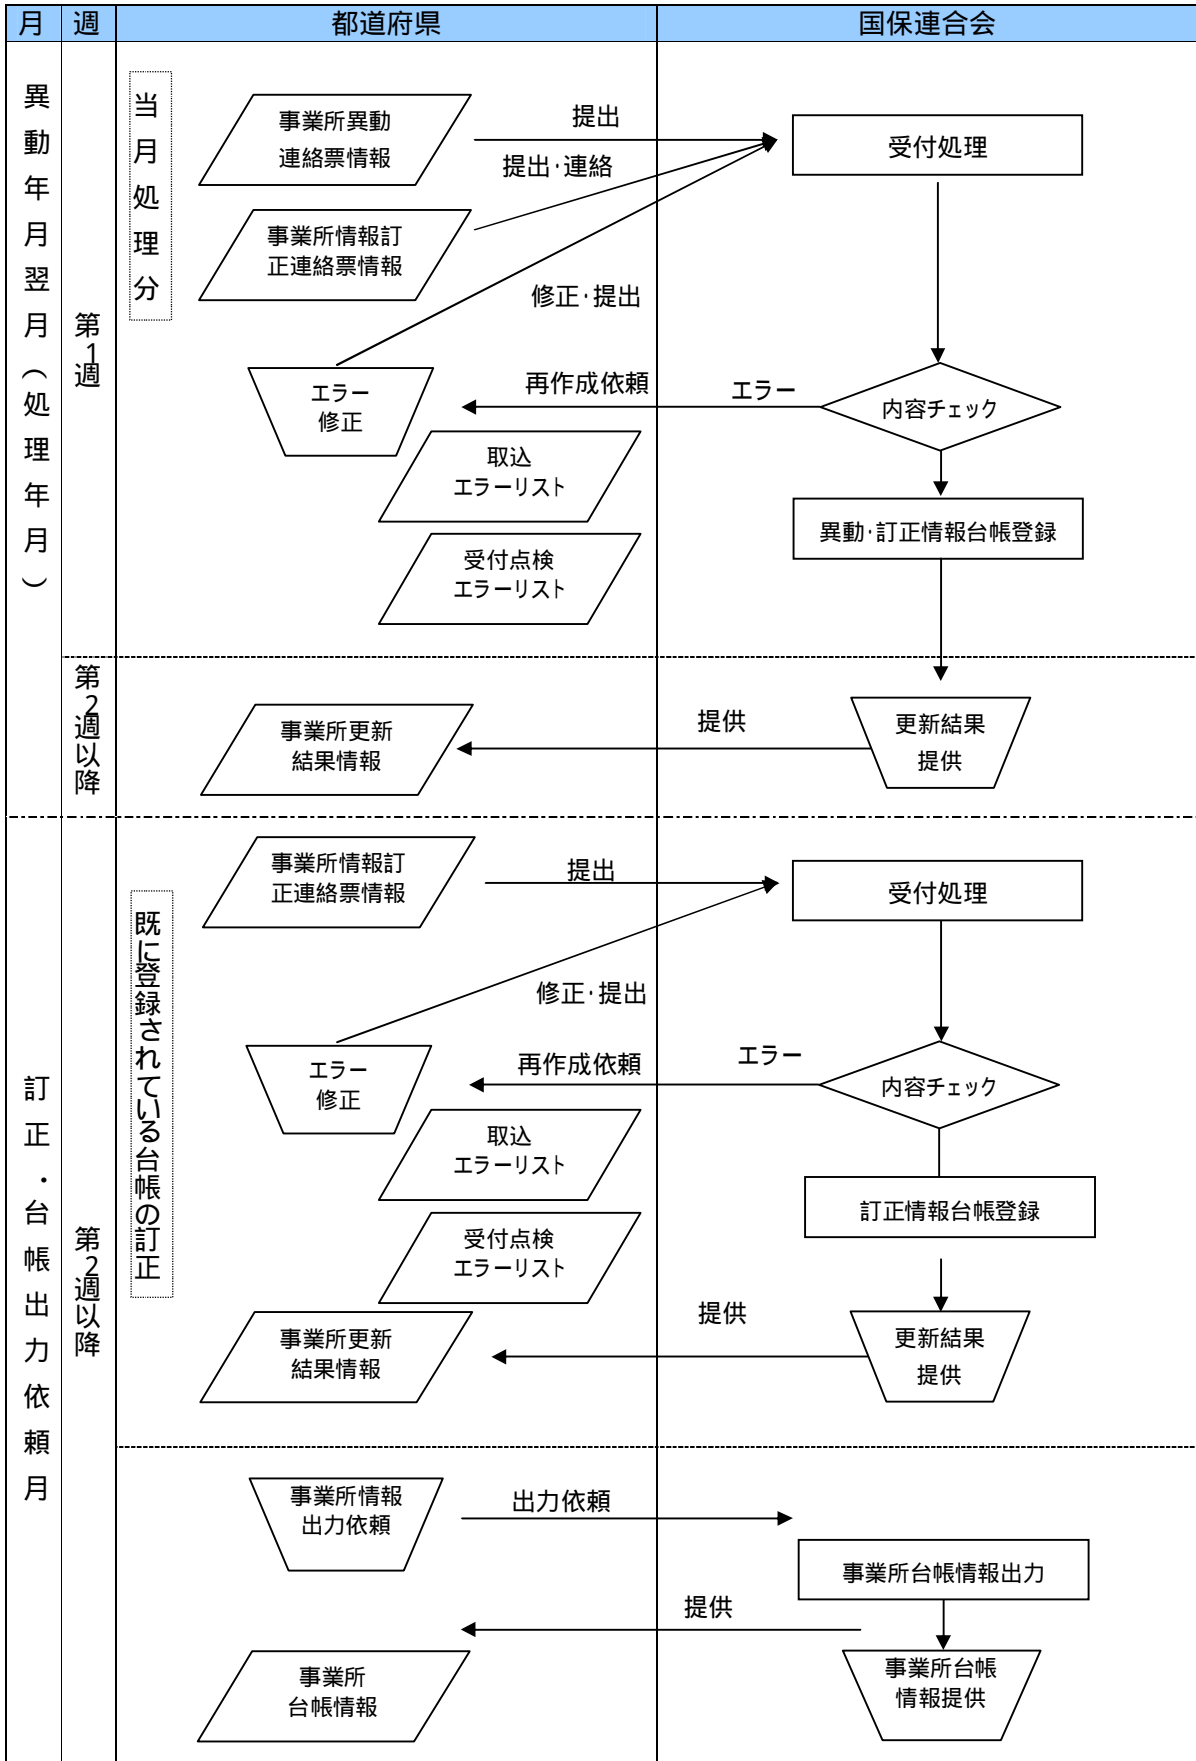 月 週 都道府県 国保連合会
異動年月翌月（処理年月）
第1週
当月処理分
事業所異動
連絡票情報
提出
受付処理
提出・連絡
事業所情報訂
正連絡票情報
修正・提出
エラー
修正
再作成依頼
エラー
内容チェック
取込
エラーリスト
異動・訂正情報台帳登録
受付点検
エラーリスト
第2週以降
事業所更新
結果情報
提供
更新結果
提供
訂正・台帳出力依頼月
第2週以降
既に登録されている台帳の訂正
事業所情報訂
正連絡票情報
提出
受付処理
修正・提出
エラー
修正
再作成依頼
エラー
内容チェック
取込
エラーリスト
訂正情報台帳登録
受付点検
エラーリスト
事業所更新
結果情報
提供
更新結果
提供
事業所情報
出力依頼
出力依頼
事業所台帳情報出力
提供
事業所
台帳情報
事業所台帳
情報提供